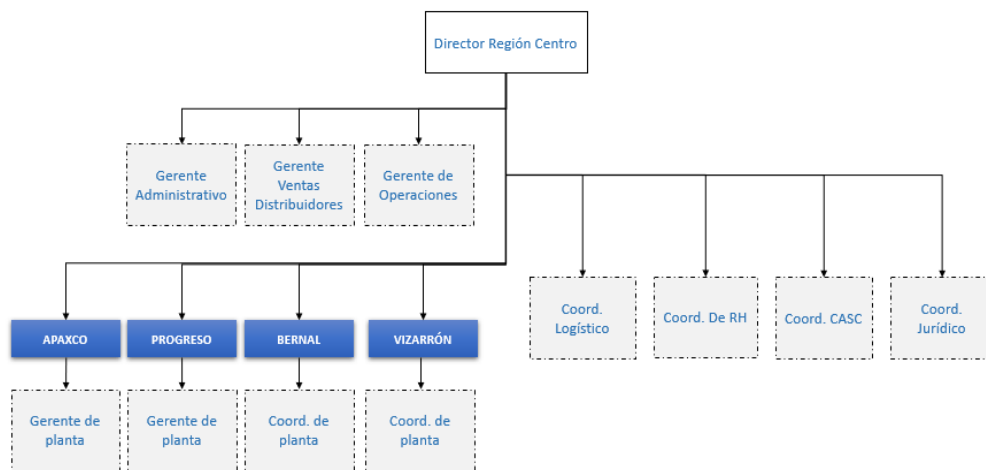 Director Región Centro
Gerente
Administrativo
Gerente
Ventas
Distribuidores
Gerente de
Operaciones
Coord.
Logístico
Coord. De RH
Coord. CASC
Coord.
Jurídico
APAXCO
PROGRESO
BERNAL
VIZARRÓN
Gerente de
planta
Gerente de
planta
Coord. de
planta
Coord. de
planta